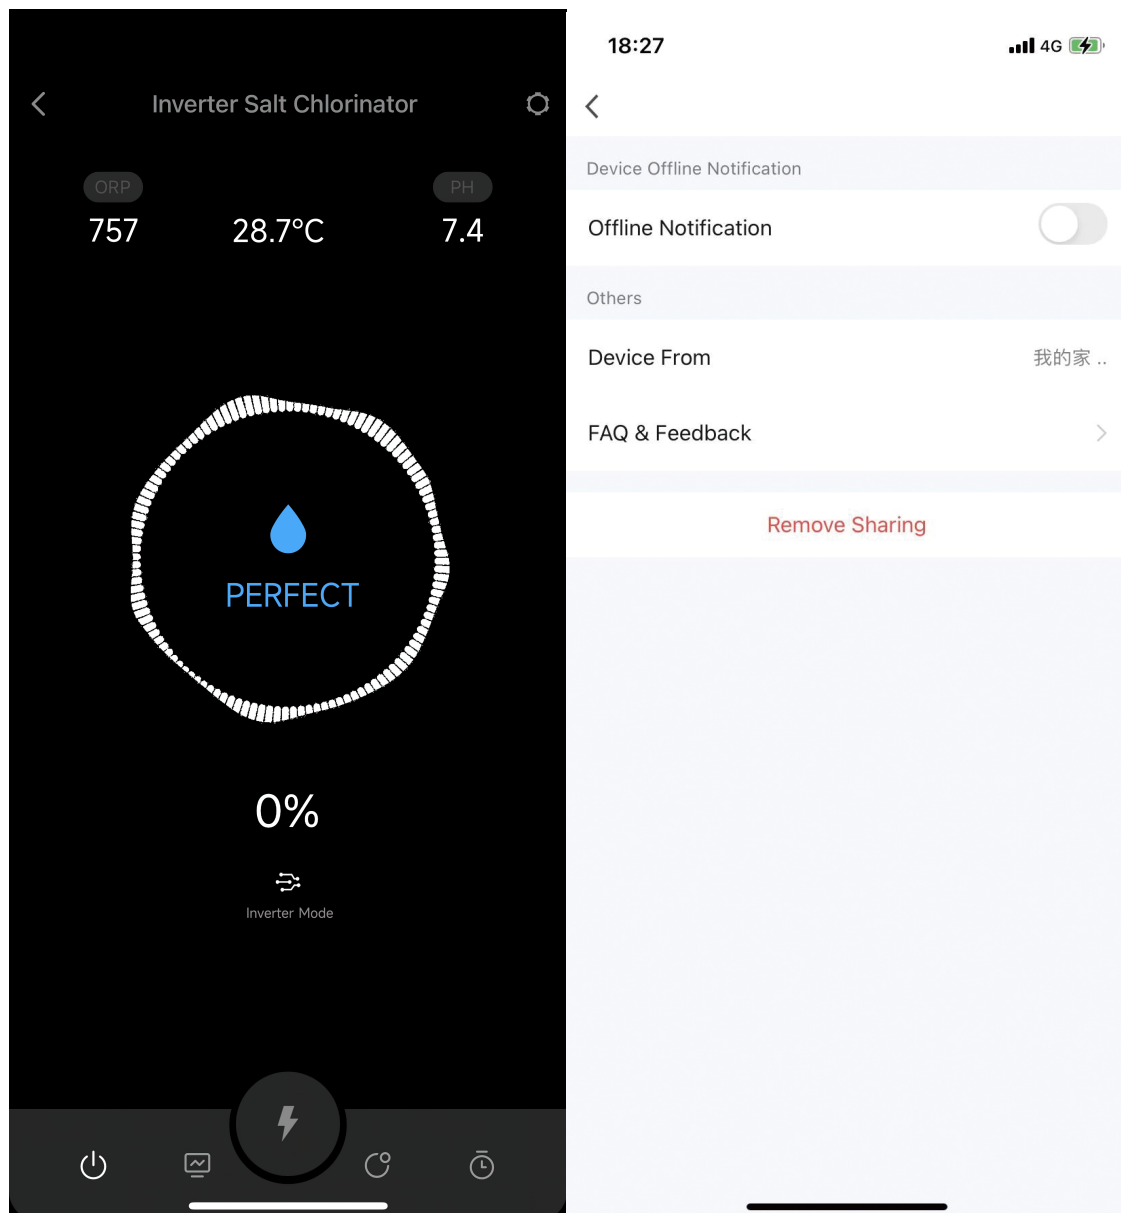 Inverter Salt Chlorinator
ORP
PH
757
28.7°C
7.4
PERFECT
0%
Inverter Mode
18:27
4G
Device Offline Notification
Offline Notification
Others
Device From
我的家 ..
FAQ & Feedback
Remove Sharing